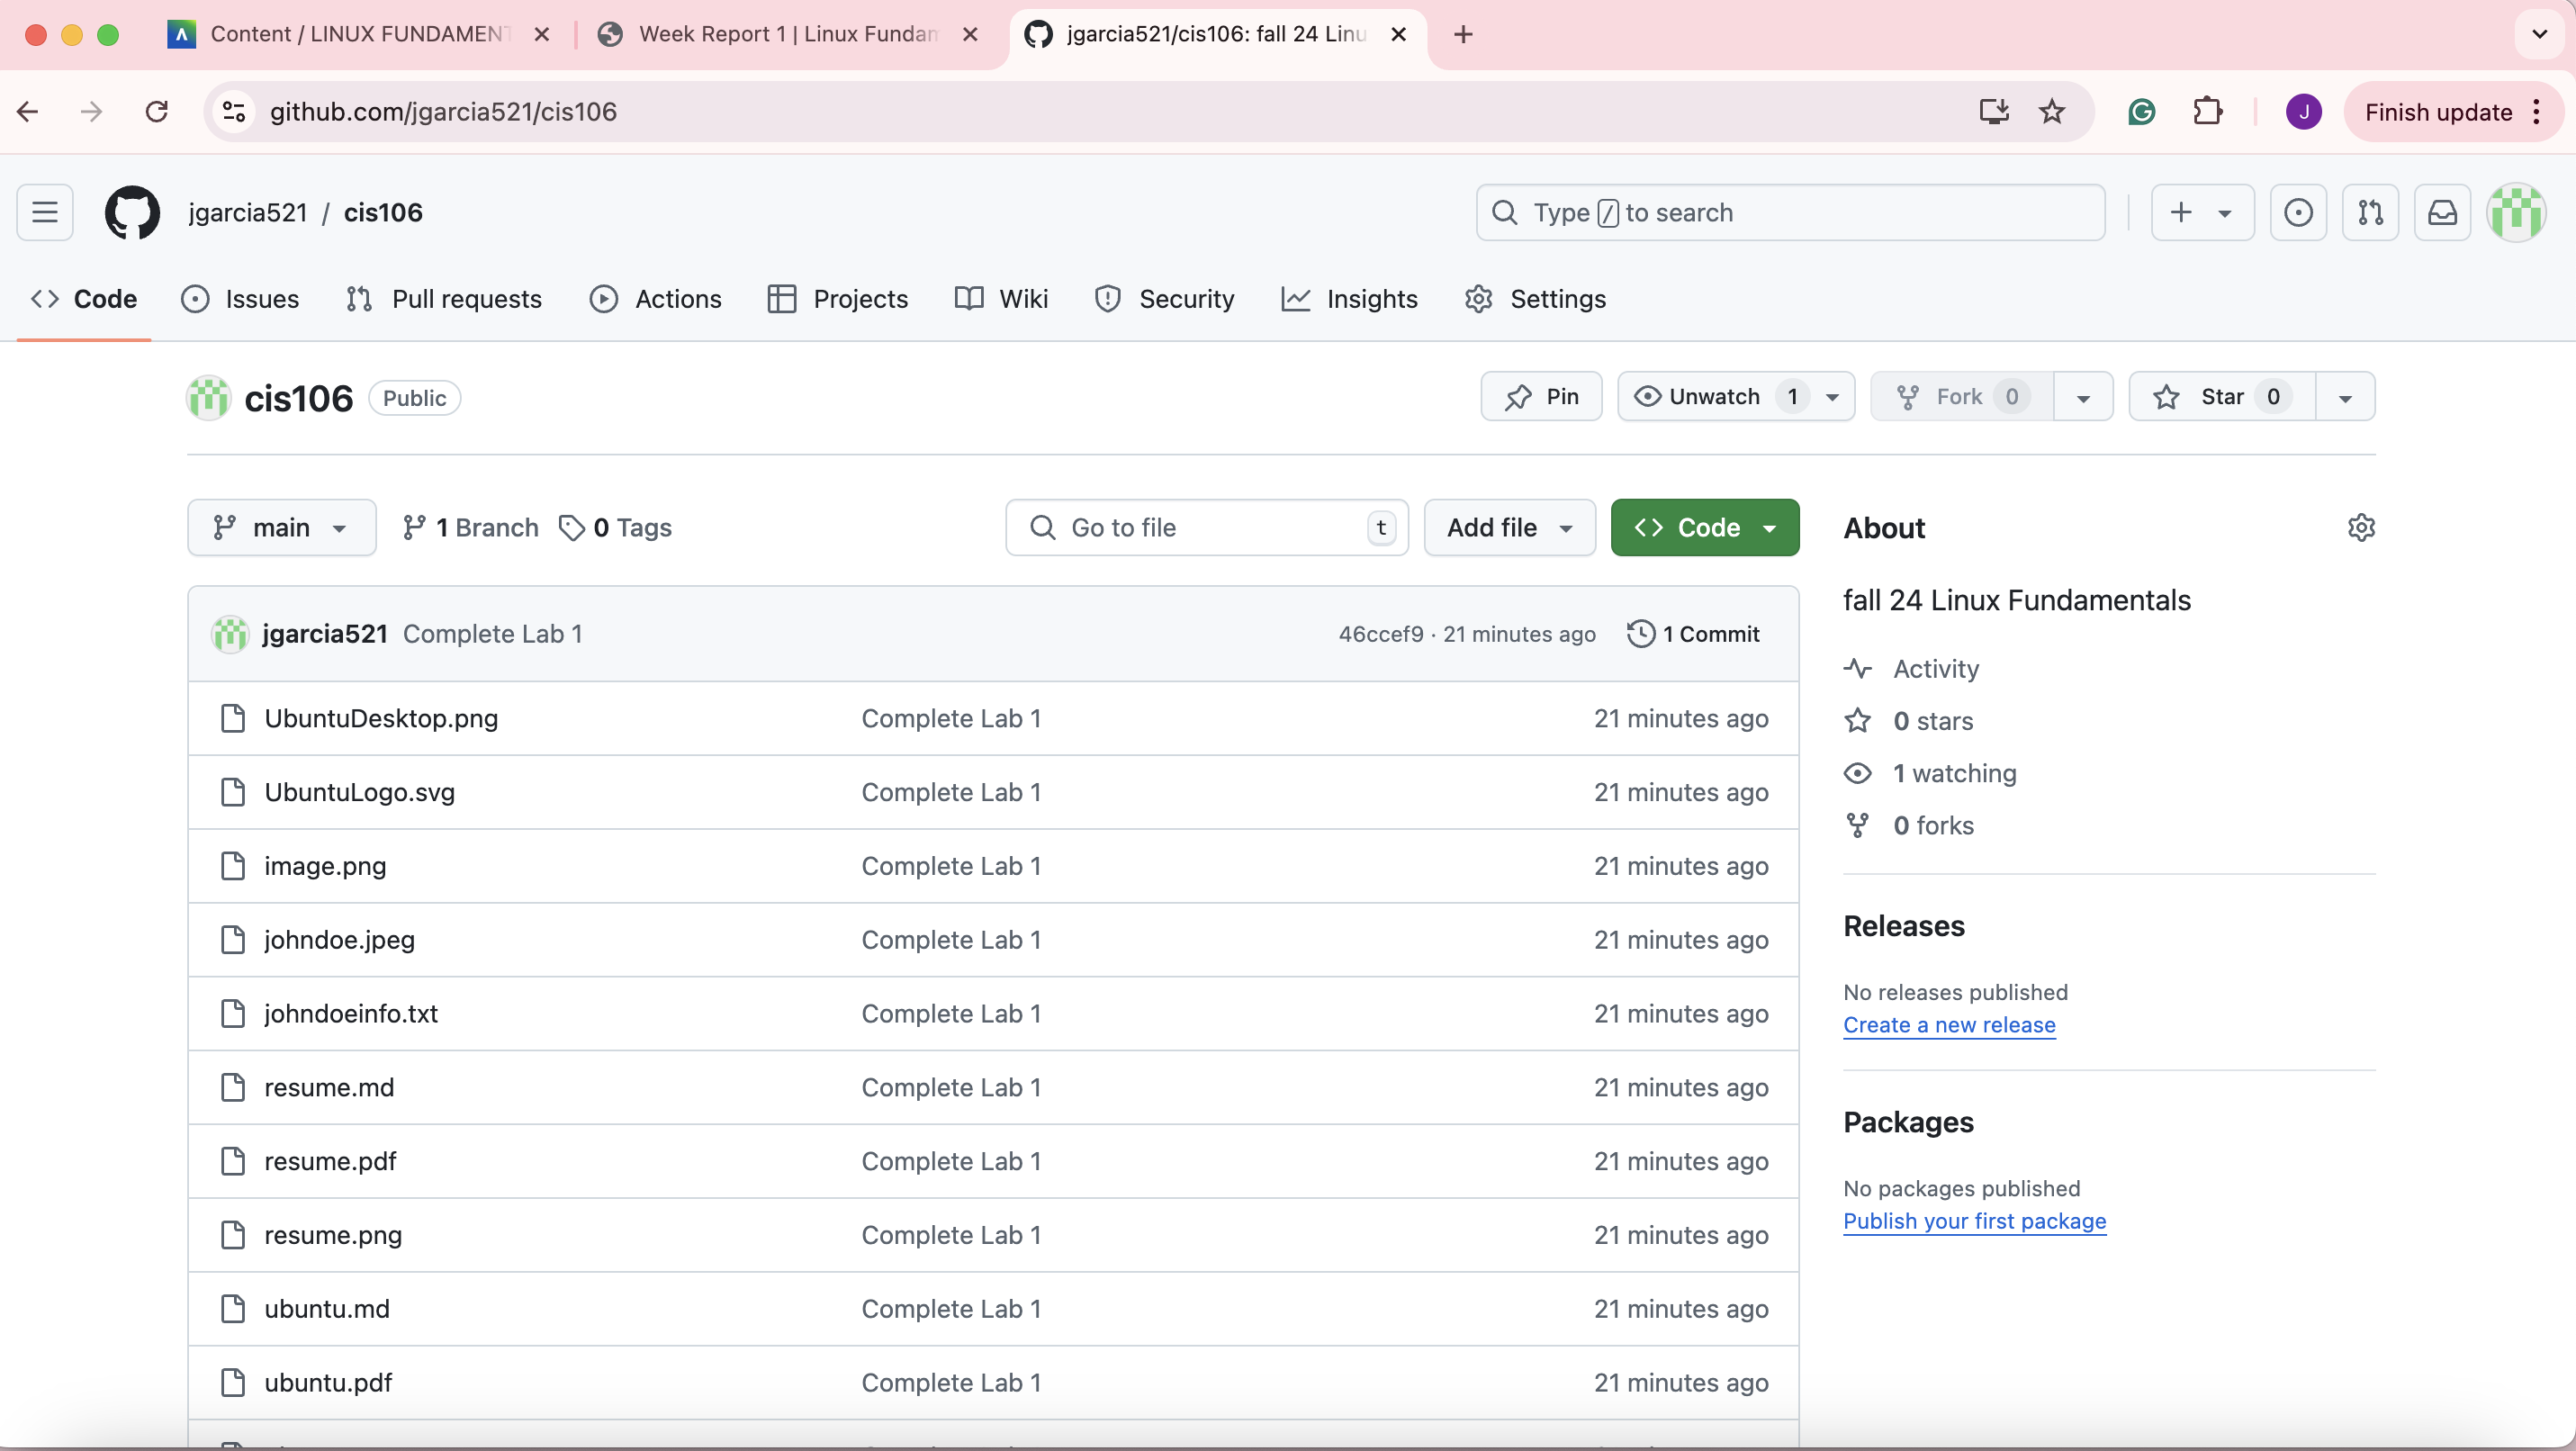 Content / LINUX FUNDAMENT
Week Report 1 | Linux Fundam
jgarcia521/cis106: fall 24 Linu
github.com/jgarcia521/cis106
J
Finish update
jgarcia521 / cis106
Type / to search
Code
Issues
Pull requests
Actions
Projects
Wiki
Security
Insights
Settings
cis106
Public
Pin
Unwatch 1
Fork 0
Star 0
main
1 Branch
0 Tags
Go to file
t
Add file
Code
jgarcia521 Complete Lab 1 46ccef9 · 21 minutes ago 1 Commit
UbuntuDesktop.png Complete Lab 1 21 minutes ago
UbuntuLogo.svg Complete Lab 1 21 minutes ago
image.png Complete Lab 1 21 minutes ago
johndoe.jpeg Complete Lab 1 21 minutes ago
johndoeinfo.txt Complete Lab 1 21 minutes ago
resume.md Complete Lab 1 21 minutes ago
resume.pdf Complete Lab 1 21 minutes ago
resume.png Complete Lab 1 21 minutes ago
ubuntu.md Complete Lab 1 21 minutes ago
ubuntu.pdf Complete Lab 1 21 minutes ago
About
fall 24 Linux Fundamentals
Activity
0 stars
1 watching
0 forks
Releases
No releases published
Create a new release
Packages
No packages published
Publish your first package